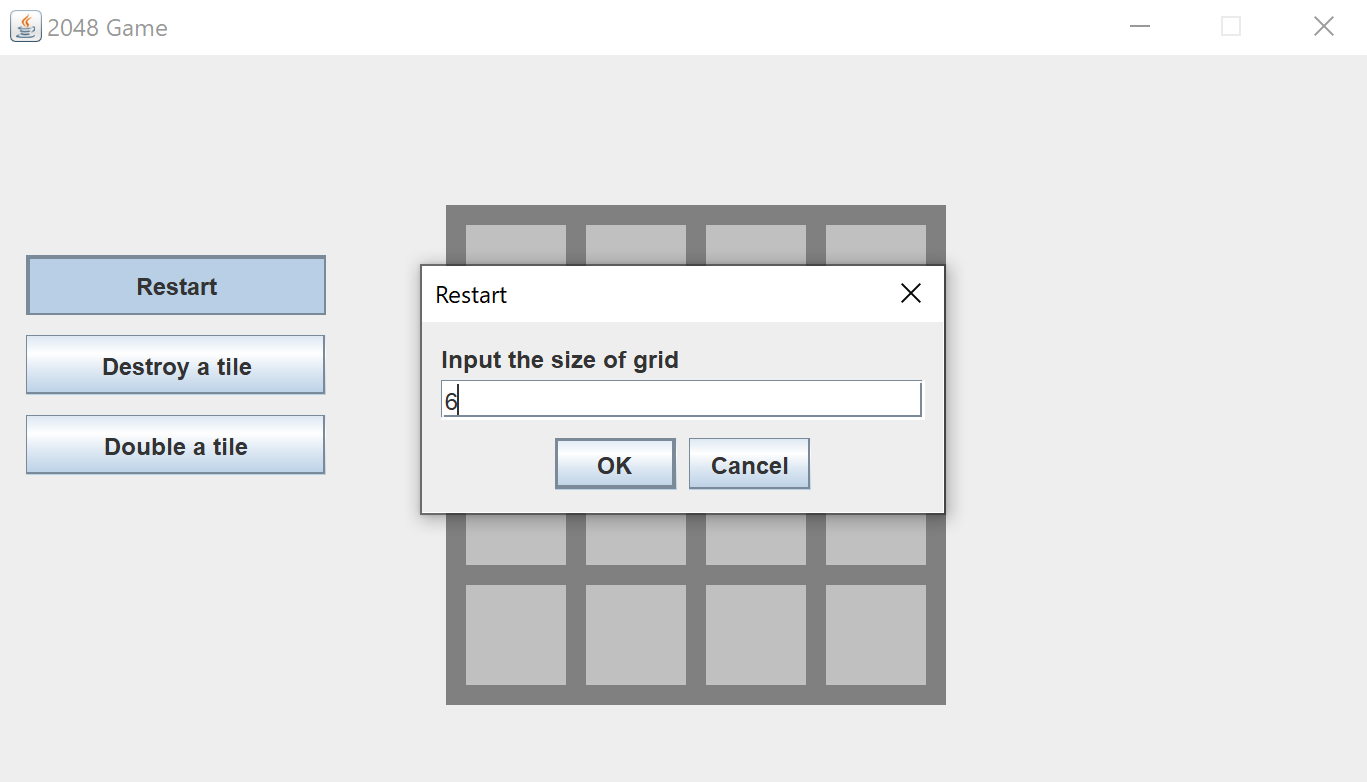 2048 Game
Restart
Destroy a tile
Double a tile
Restart
Input the size of grid
6
OK
Cancel